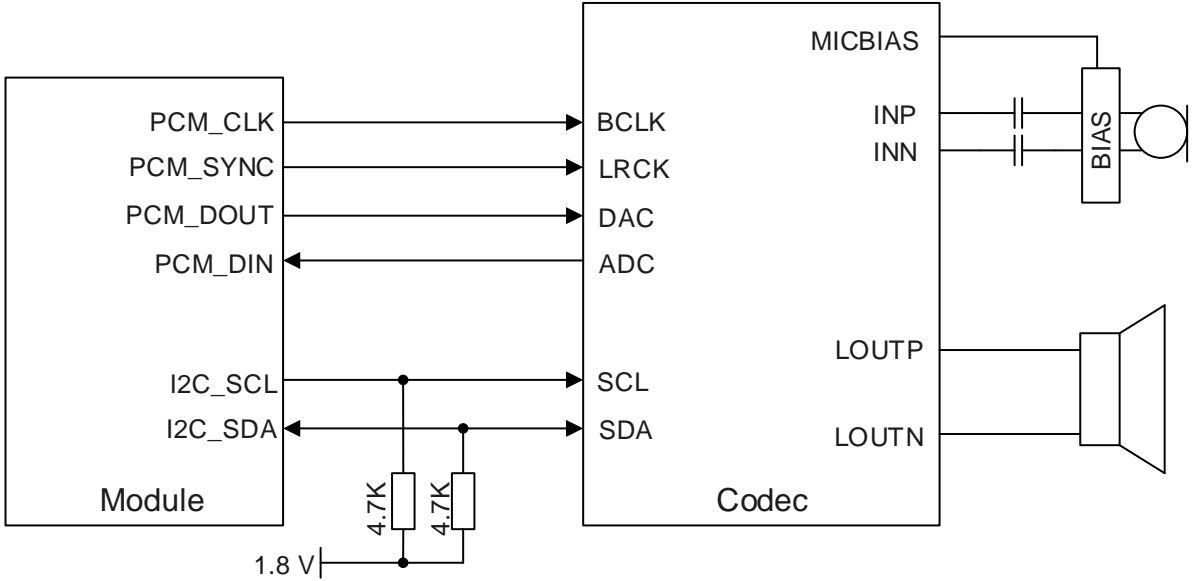 MICBIAS
PCM_CLK
BCLK
INP
PCM_SYNC
LRCK
INN
BIAS
PCM_DOUT
DAC
PCM_DIN
ADC
LOUTP
I2C_SCL
SCL
I2C_SDA
SDA
LOUTN
Module
4.7K
4.7K
Codec
1.8 V